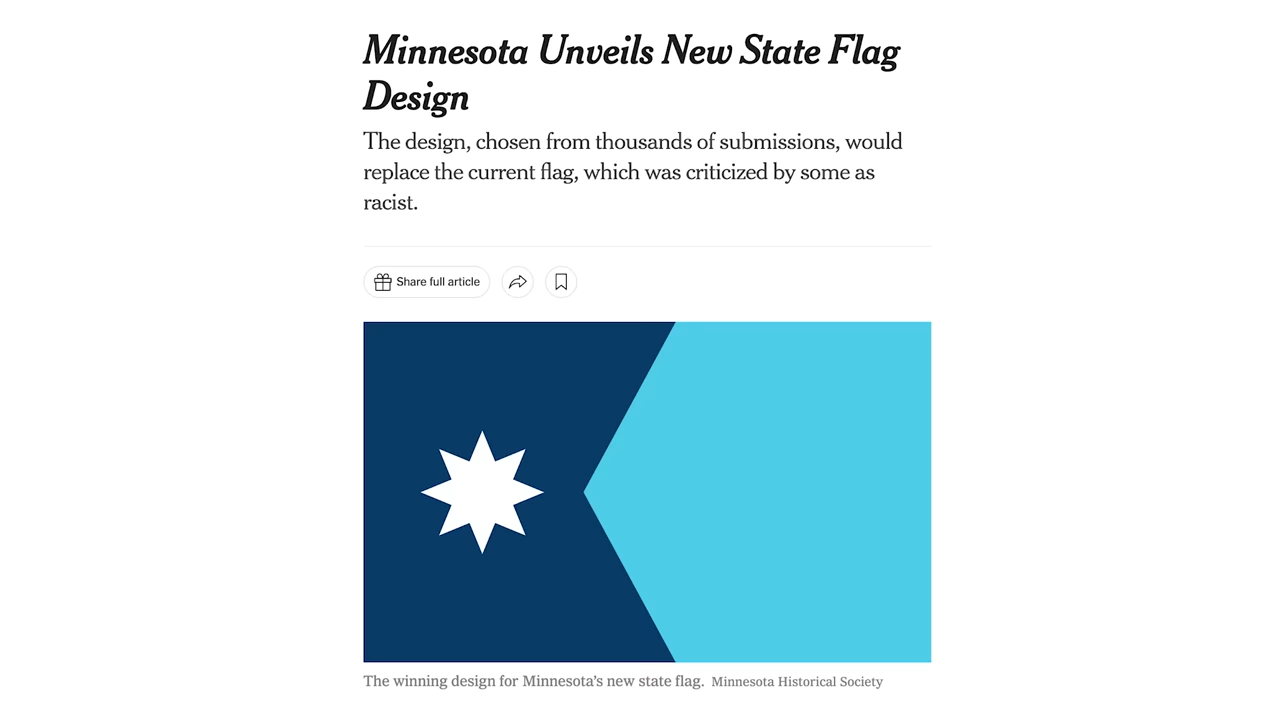 Minnesota Unveils New State Flag
Design
The design, chosen from thousands of submissions, would
replace the current flag, which was criticized by some as
racist.
Share full article
The winning design for Minnesota’s new state flag. Minnesota Historical Society